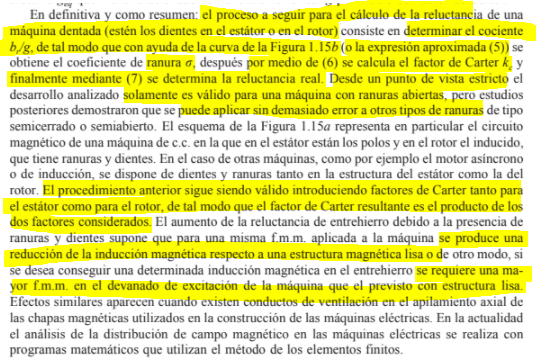 En definitiva y como resumen: el proceso a seguir para el cálculo de la reluctancia de una
máquina dentada (estén los dientes en el estátor o en el rotor) consiste en determinar el cociente
br/g, de tal modo que con ayuda de la curva de la Figura 1.15b (o la expresión aproximada (5)) se
obtiene el coeficiente de ranura σ, después por medio de (6) se calcula el factor de Carter kc y
finalmente mediante (7) se determina la reluctancia real. Desde un punto de vista estricto el
desarrollo analizado solamente es válido para una máquina con ranuras abiertas, pero estudios
posteriores demostraron que se puede aplicar sin demasiado error a otros tipos de ranuras de tipo
semicerrado o semiabierto. El esquema de la Figura 1.15a representa en particular el circuito
magnético de una máquina de c.c. en la que en el estátor están los polos y en el rotor el inducido,
que tiene ranuras y dientes. En el caso de otras máquinas, como por ejemplo el motor asíncrono
o de inducción, se dispone de dientes y ranuras tanto en la estructura del estátor como la del
rotor. El procedimiento anterior sigue siendo válido introduciendo factores de Carter tanto para
el estátor como para el rotor, de tal modo que el factor de Carter resultante es el producto de los
dos factores considerados. El aumento de la reluctancia de entrehierro debido a la presencia de
ranuras y dientes supone que para una misma f.m.m. aplicada a la máquina se produce una
reducción de la inducción magnética respecto a una estructura magnética lisa o de otro modo, si
se desea conseguir una determinada inducción magnética en el entrehierro se requiere una ma-
yor f.m.m. en el devanado de excitación de la máquina que el previsto con estructura lisa.
Efectos similares aparecen cuando existen conductos de ventilación en el apilamiento axial de
las chapas magnéticas utilizados en la construcción de las máquinas eléctricas. En la actualidad
el análisis de la distribución de campo magnético en las máquinas eléctricas se realiza con
programas matemáticos que utilizan el método de los elementos finitos.